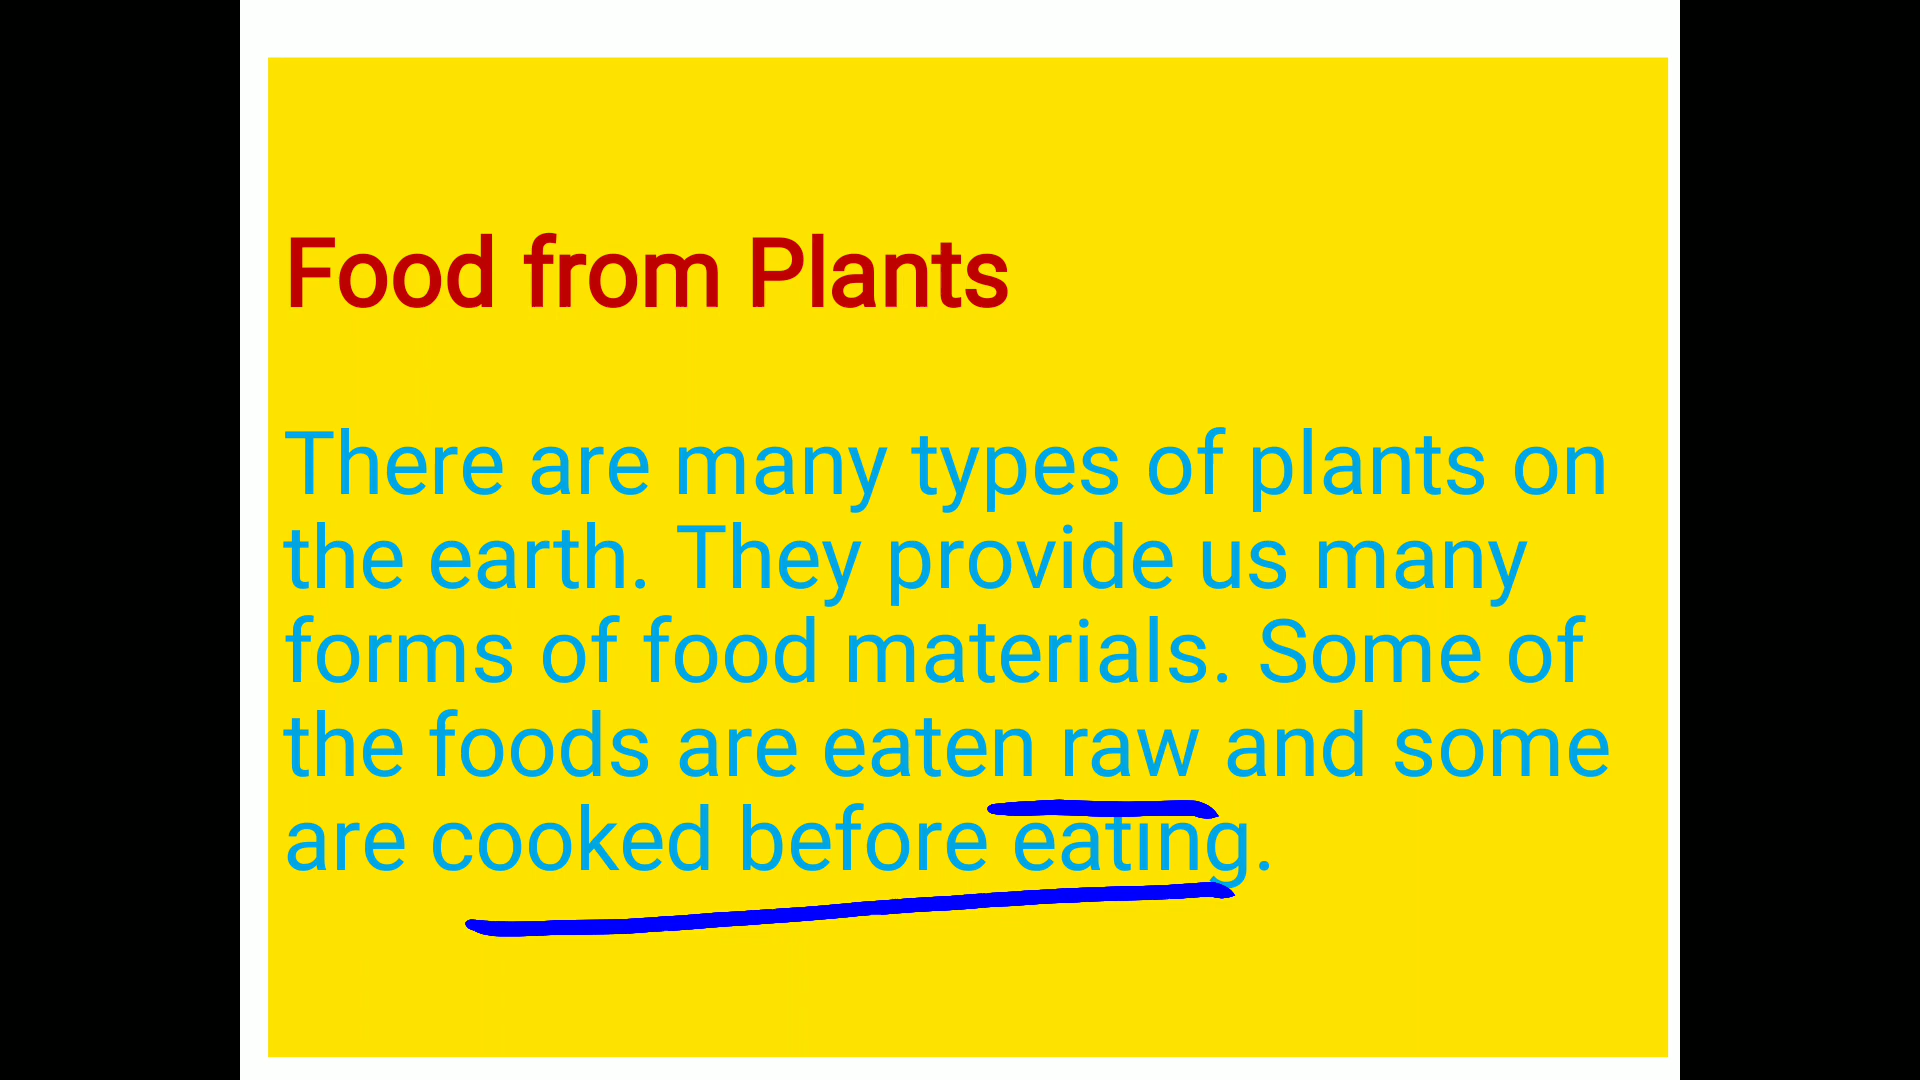 Food from Plants
There are many types of plants on
the earth. They provide us many
forms of food materials. Some of
the foods are eaten raw and some
are cooked before eating.